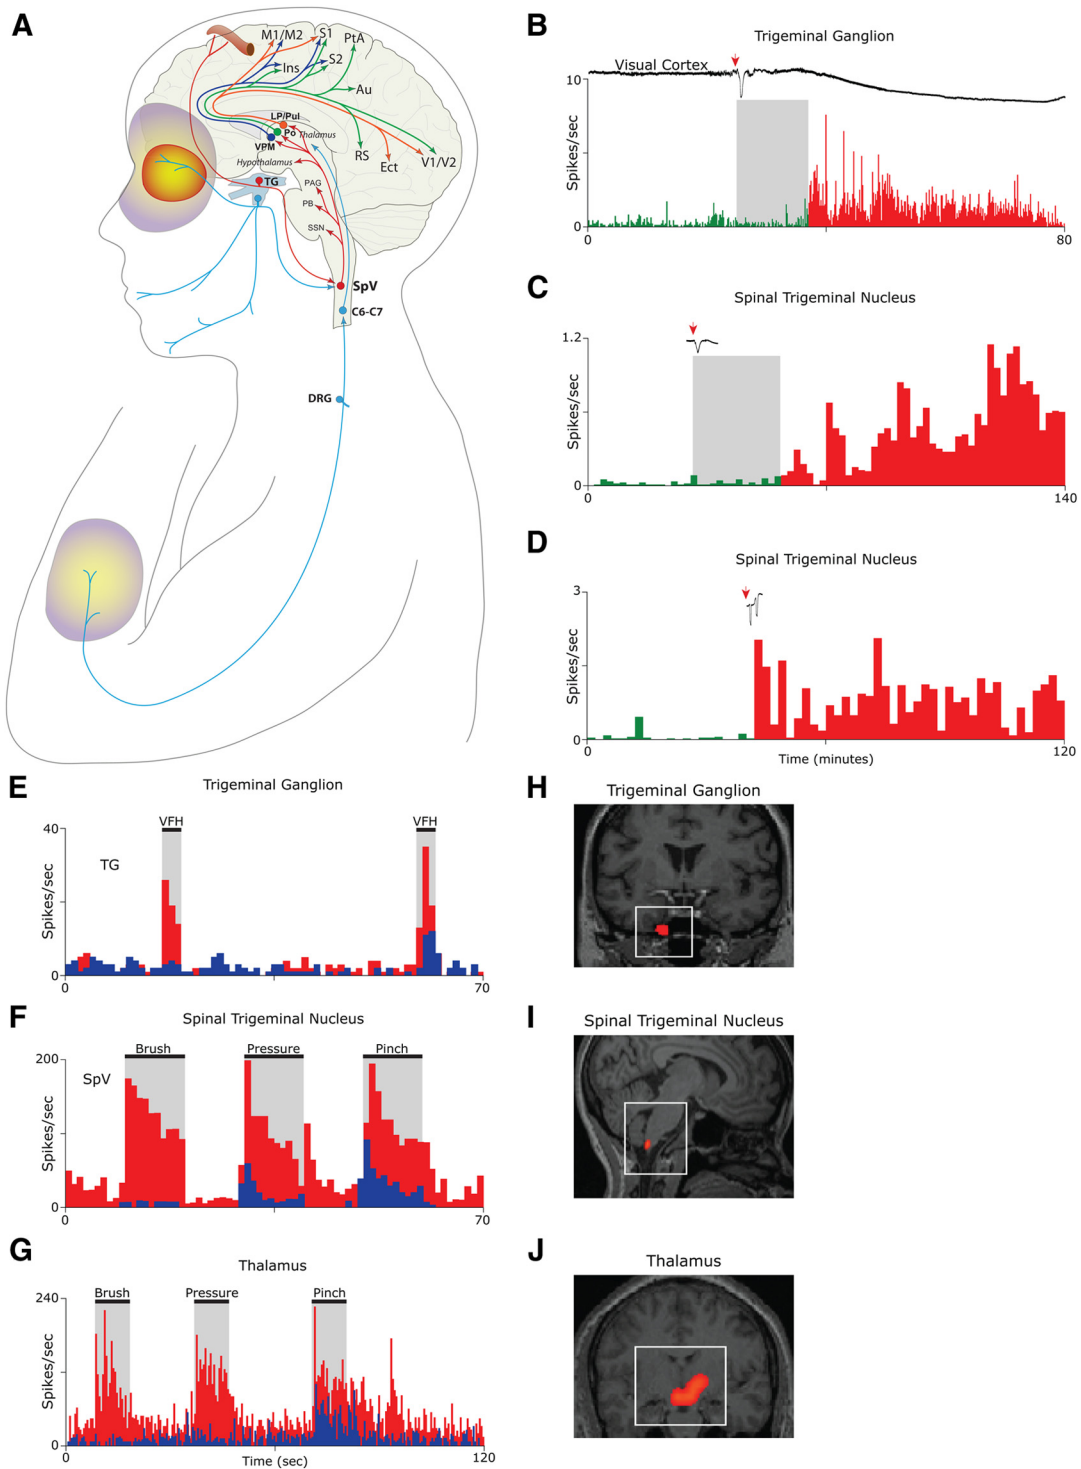 A
M1/M2
S1
PtA
Ins
S2
Au
LP/Pul
Po
Thalamus
VPM
RS
Ect
V1/V2
Hypothalamus
TG
PAG
PB
SSN
SpV
C6-C7
DRG
B
Trigeminal Ganglion
Visual Cortex
10
Spikes/sec
0
0
80
C
Spinal Trigeminal Nucleus
1.2
Spikes/sec
0
0
140
D
Spinal Trigeminal Nucleus
3
Spikes/sec
0
0
120
Time (minutes)
E
Trigeminal Ganglion
VFH
VFH
40
TG
Spikes/sec
0
0
70
F
Spinal Trigeminal Nucleus
Brush
Pressure
Pinch
200
SpV
Spikes/sec
0
0
70
G
Thalamus
Brush
Pressure
Pinch
240
Spikes/sec
0
0
120
Time (sec)
H
Trigeminal Ganglion
I
Spinal Trigeminal Nucleus
J
Thalamus